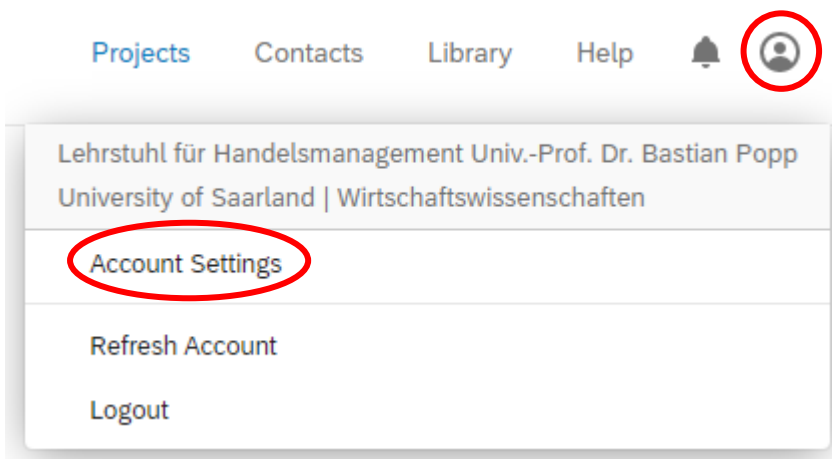 Projects Contacts Library Help
Lehrstuhl für Handelsmanagement Univ.-Prof. Dr. Bastian Popp
University of Saarland | Wirtschaftswissenschaften
Account Settings
Refresh Account
Logout